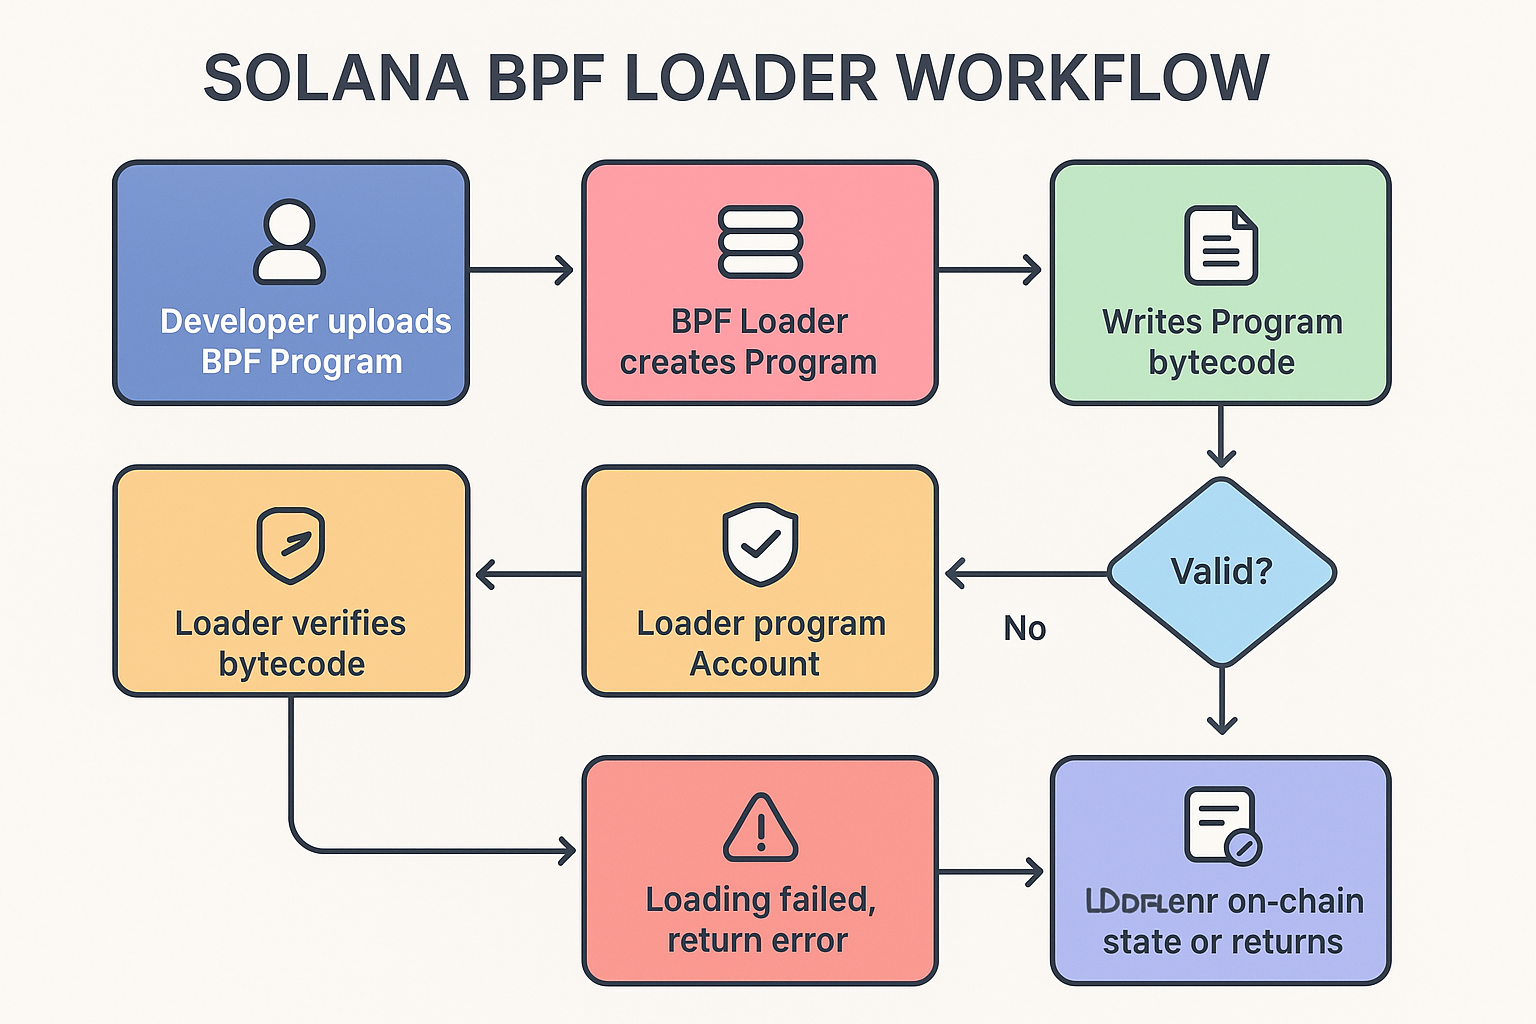 SOLANA BPF LOADER WORKFLOW
Developer uploads
BPF Program
BPF Loader
creates Program
Writes Program
bytecode
Valid?
No
Loader program
Account
Loader verifies
bytecode
Loading failed,
return error
on-chain
state or returns